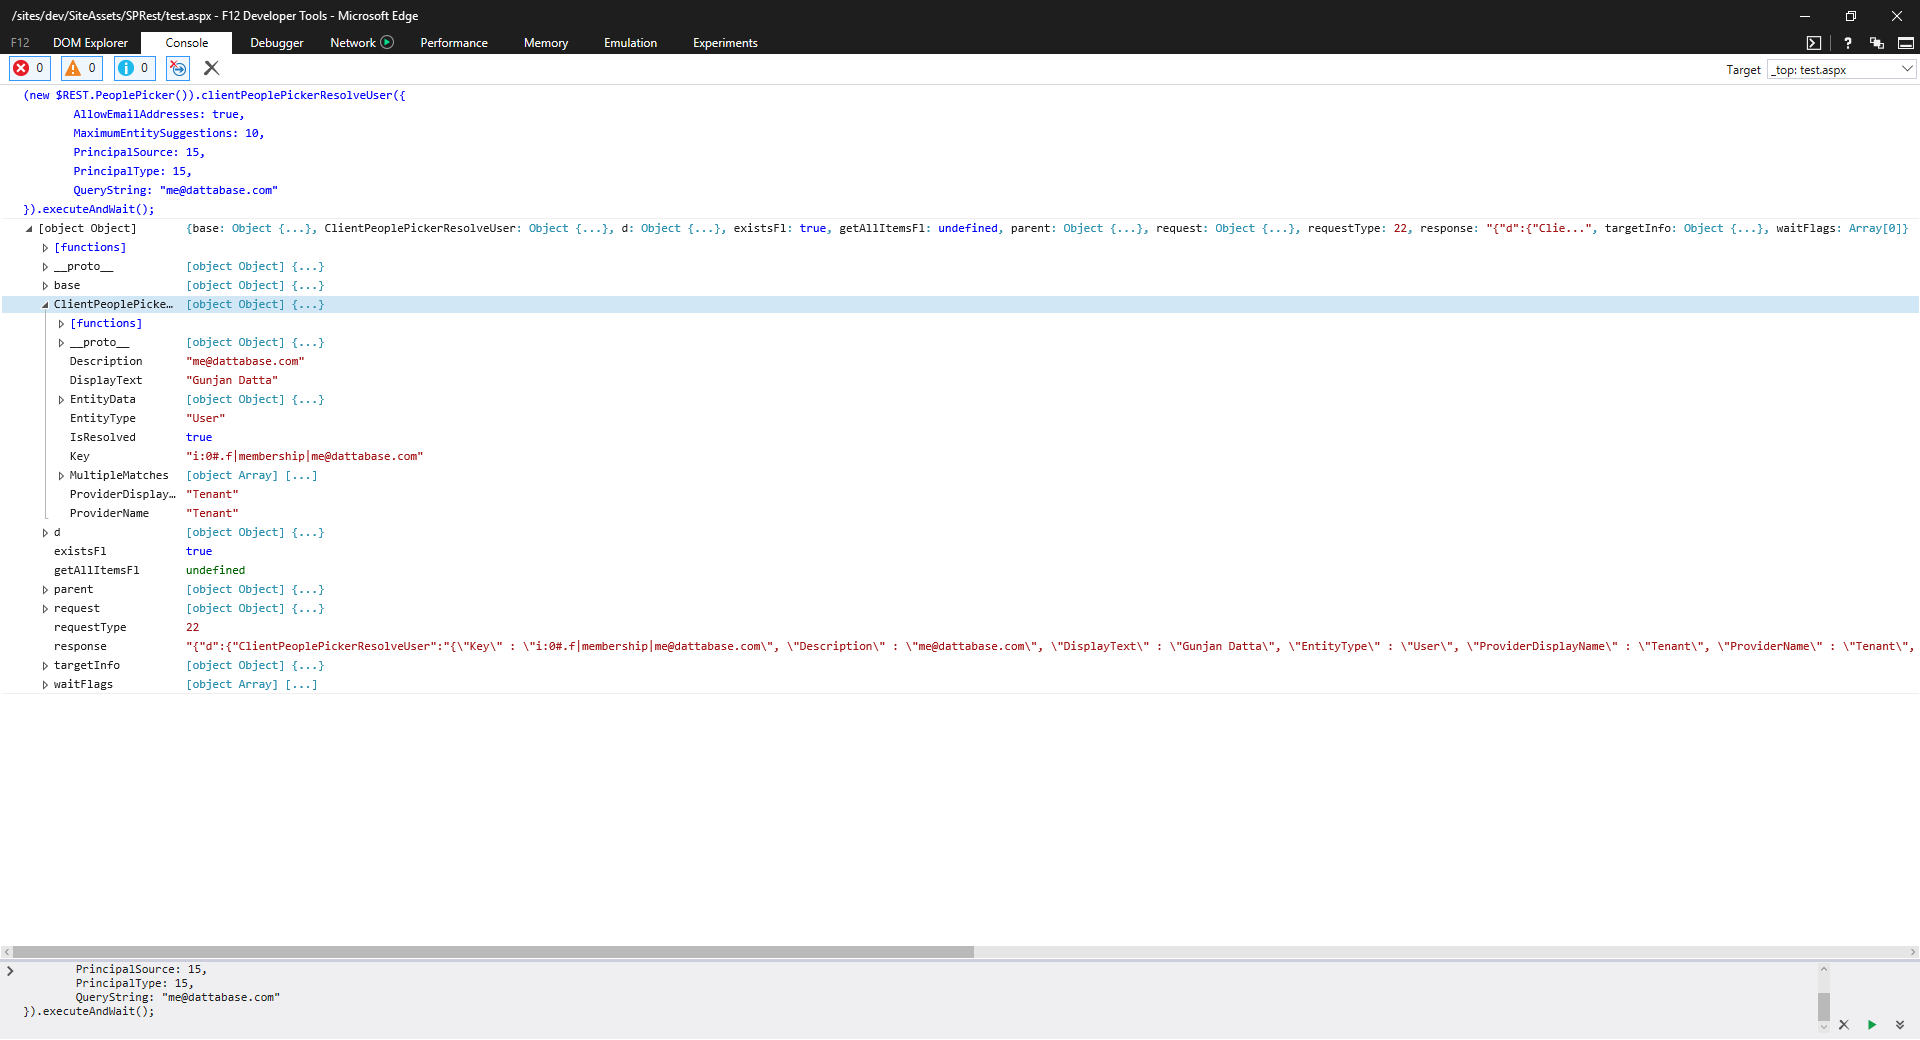 /sites/dev/SiteAssets/SPRest/test.aspx - F12 Developer Tools - Microsoft Edge
F12 DOM Explorer Console Debugger Network Performance Memory Emulation Experiments ?
0 0 0 Target _top: test.aspx
(new $REST.PeoplePicker()).clientPeoplePickerResolveUser({
AllowEmailAddresses: true,
MaximumEntitySuggestions: 10,
PrincipalSource: 15,
PrincipalType: 15,
QueryString: "me@dattabase.com"
}).executeAndWait();
[object Object] {base: Object {...}, ClientPeoplePickerResolveUser: Object {...}, d: Object {...}, existsFl: true, getAllItemsFl: undefined, parent: Object {...}, request: Object {...}, requestType: 22, response: "{"d":{"Clie...", targetInfo: Object {...}, waitFlags: Array[0]}
[functions]
__proto__ [object Object] {...}
base [object Object] {...}
ClientPeoplePicke... [object Object] {...}
[functions]
__proto__ [object Object] {...}
Description "me@dattabase.com"
DisplayText "Gunjan Datta"
EntityData [object Object] {...}
EntityType "User"
IsResolved true
Key "i:0#.f|membership|me@dattabase.com"
MultipleMatches [object Array] [...]
ProviderDisplay... "Tenant"
ProviderName "Tenant"
d [object Object] {...}
existsFl true
getAllItemsFl undefined
parent [object Object] {...}
request [object Object] {...}
requestType 22
response "{"d":{"ClientPeoplePickerResolveUser":"{\"Key\" : \"i:0#.f|membership|me@dattabase.com\", \"Description\" : \"me@dattabase.com\", \"DisplayText\" : \"Gunjan Datta\", \"EntityType\" : \"User\", \"ProviderDisplayName\" : \"Tenant\", \"ProviderName\" : \"Tenant\",
targetInfo [object Object] {...}
waitFlags [object Array] [...]
PrincipalSource: 15,
PrincipalType: 15,
QueryString: "me@dattabase.com"
}).executeAndWait();